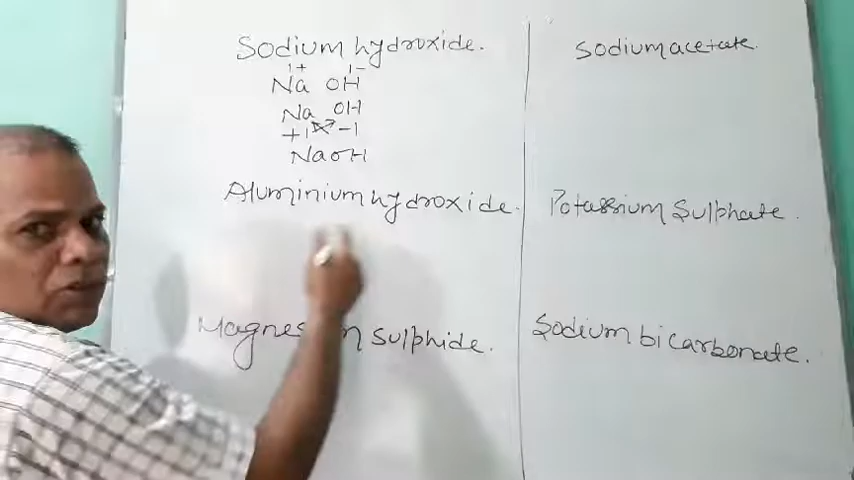 Sodium hydroxide.
1+ 1-
Na OH
Na OH
+1 -1
NaOH
Aluminium hydroxide.
Magnes m sulphide.
Sodium acetate.
Potassium Sulphate.
Sodium bicarbonate.